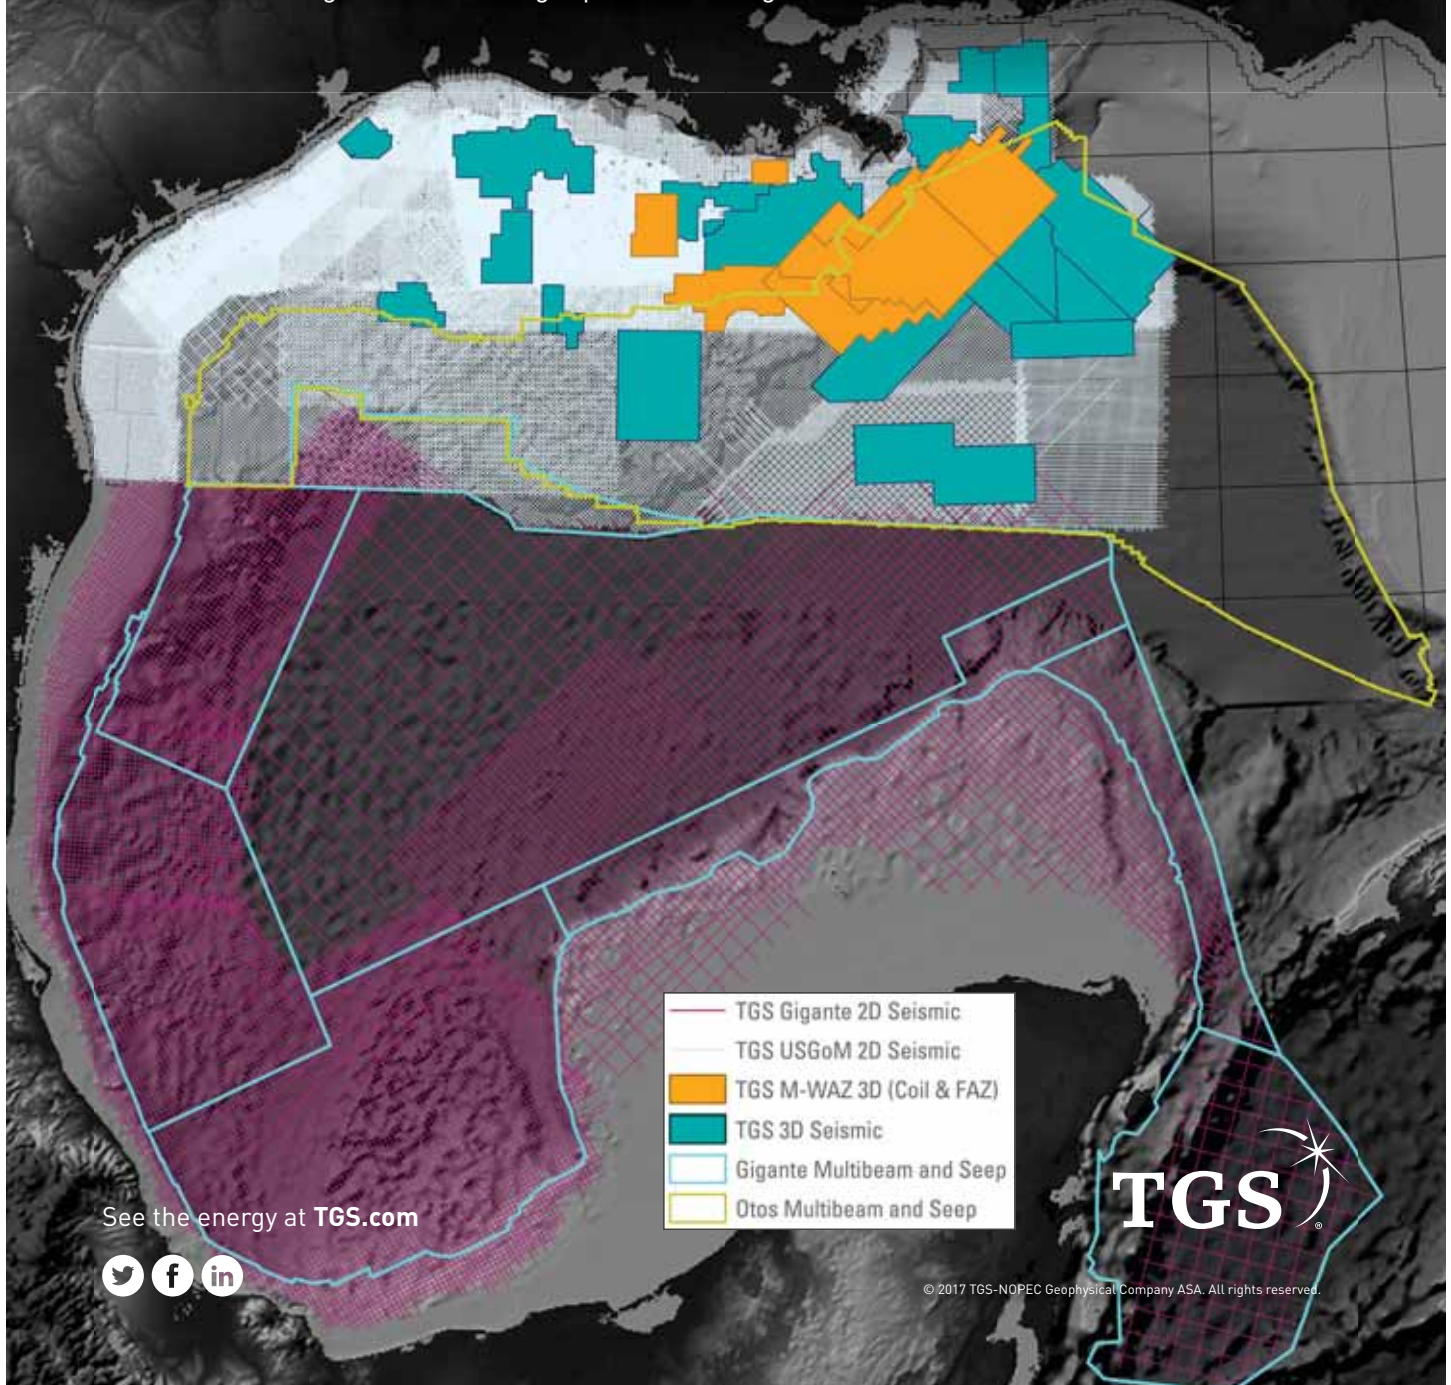 TGS Gigante 2D Seismic
TGS USGoM 2D Seismic
TGS M-WAZ 3D (Coil & FAZ)
TGS 3D Seismic
Gigante Multibeam and Seep
Otos Multibeam and Seep
TGS
®
See the energy at TGS.com
f
in
© 2017 TGS-NOPEC Geophysical Company ASA. All rights reserved.